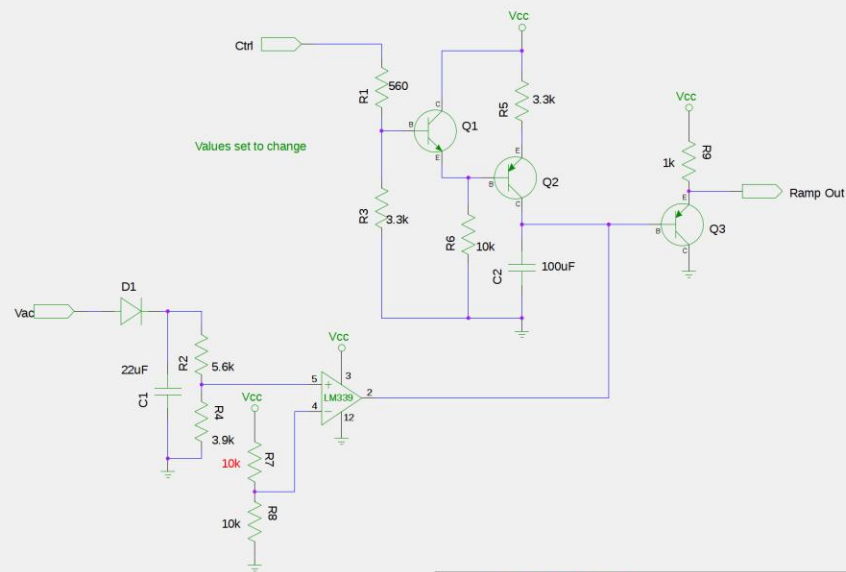 Vcc
Ctrl
R1
560
R5
3.3k
Vcc
C
B
Q1
E
Values set to change
R9
1k
E
B
Q2
C
Ramp Out
R3
3.3k
R6
10k
E
B
Q3
C
C2
100uF
D1
Vac
Vcc
22uF
C1
R2
5.6k
R4
3.9k
Vcc
5
+
3
LM339
2
4
-
12
10k
R7
10k
R8